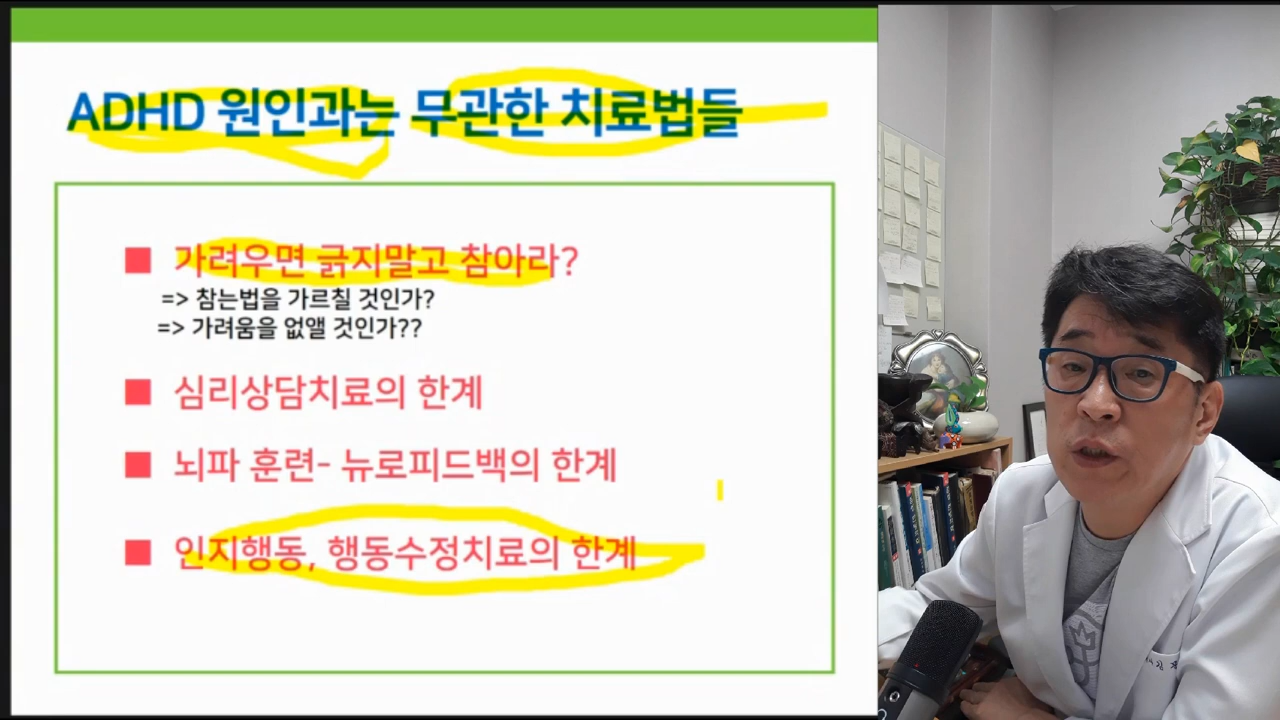 ADHD 원인과는 무관한 치료법들
■ 가려우면 긁지말고 참아라?
=> 참는법을 가르칠 것인가?
=> 가려움을 없앨 것인가??
■ 심리상담치료의 한계
■ 뇌파 훈련- 뉴로피드백의 한계
■ 인지행동, 행동수정치료의 한계